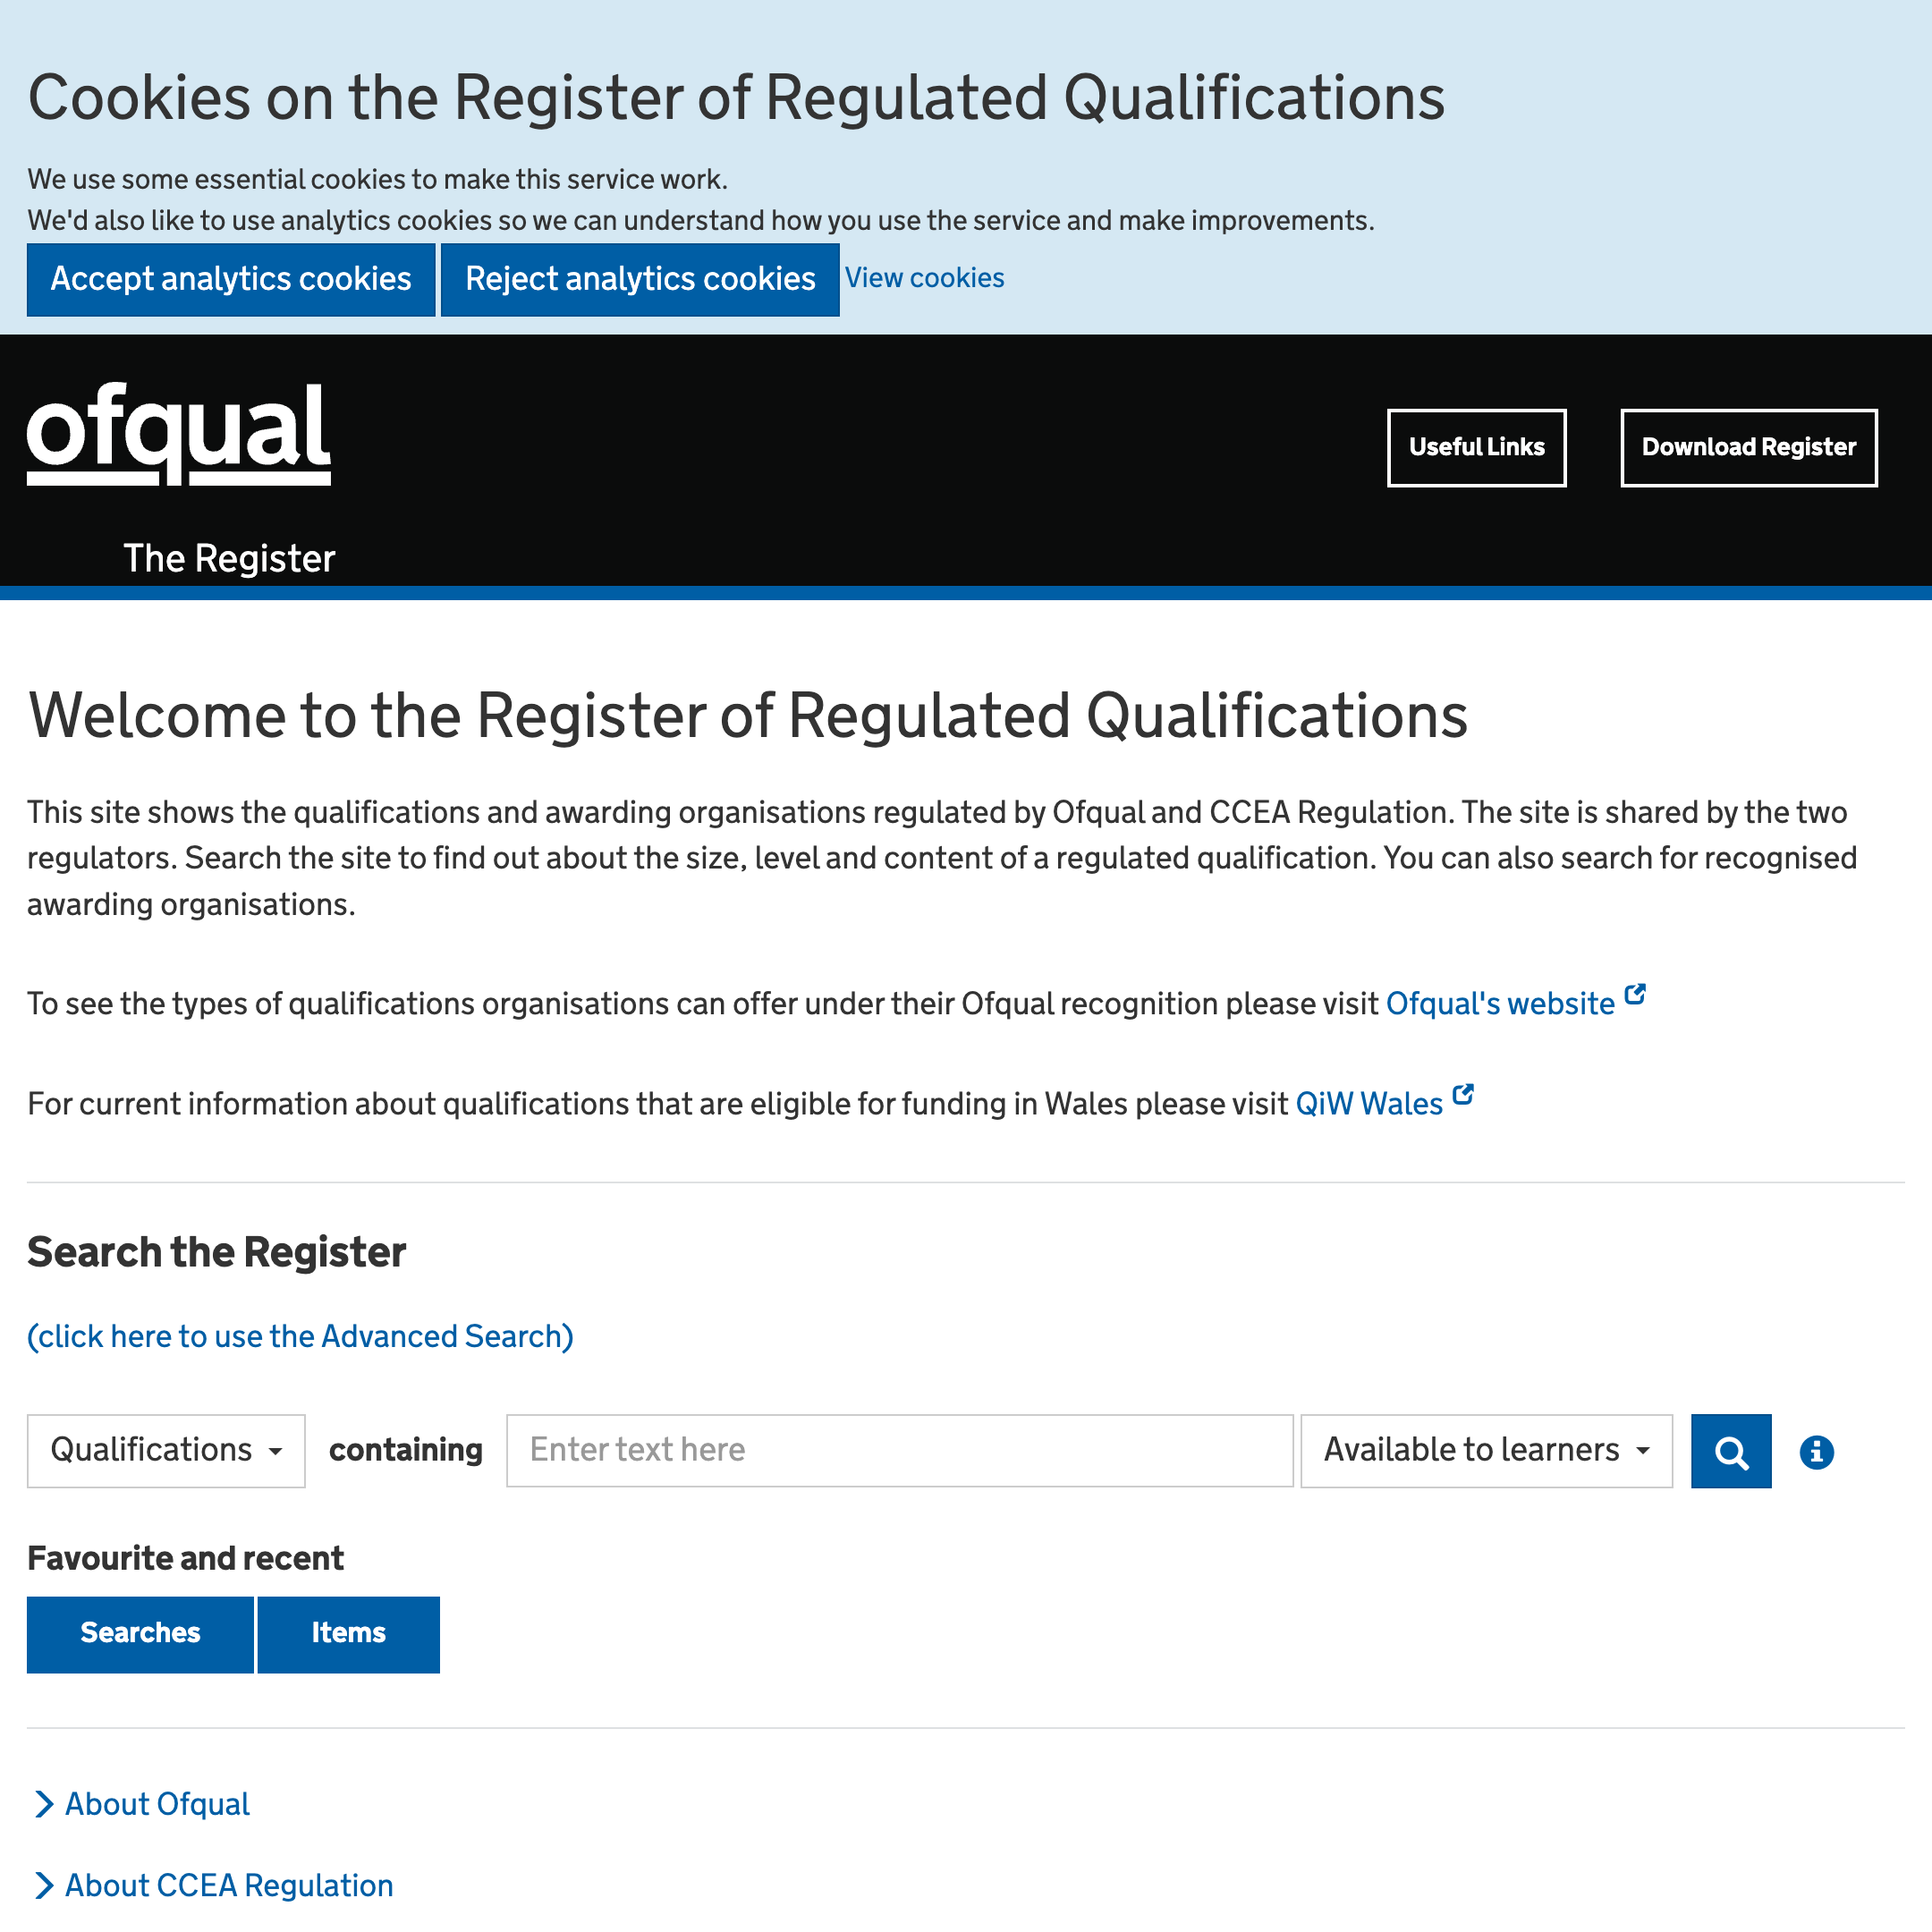 Cookies on the Register of Regulated Qualifications
We use some essential cookies to make this service work.
We'd also like to use analytics cookies so we can understand how you use the service and make improvements.
Accept analytics cookies Reject analytics cookies View cookies
ofqual
Useful Links Download Register
The Register
Welcome to the Register of Regulated Qualifications
This site shows the qualifications and awarding organisations regulated by Ofqual and CCEA Regulation. The site is shared by the two
regulators. Search the site to find out about the size, level and content of a regulated qualification. You can also search for recognised
awarding organisations.
To see the types of qualifications organisations can offer under their Ofqual recognition please visit Ofqual's website
For current information about qualifications that are eligible for funding in Wales please visit QiW Wales
Search the Register
(click here to use the Advanced Search)
Qualifications containing Enter text here Available to learners
Favourite and recent
Searches Items
About Ofqual
About CCEA Regulation